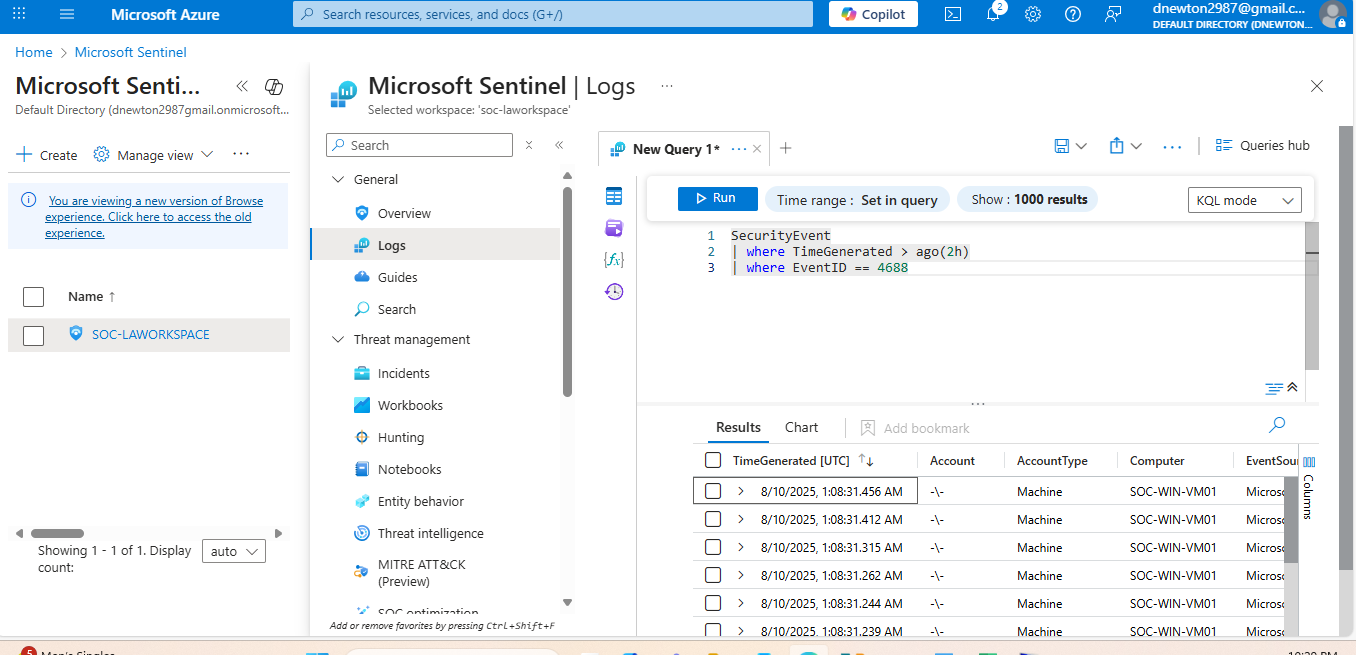 Microsoft Azure
Search resources, services, and docs (G+/)
Copilot
2
dnewton2987@gmail.c...
DEFAULT DIRECTORY (DNEWTON...
Home > Microsoft Sentinel
Microsoft Senti...
Default Directory (dnewton2987gmail.onmicrosoft...
Create
Manage view
...
You are viewing a new version of Browse
experience. Click here to access the old
experience.
Name ↑
SOC-LAWORKSPACE
Showing 1 - 1 of 1. Display
count:
auto
Microsoft Sentinel | Logs
...
Selected workspace: 'soc-laworkspace'
Search
General
Overview
Logs
Guides
Search
Threat management
Incidents
Workbooks
Hunting
Notebooks
Entity behavior
Threat intelligence
MITRE ATT&CK
(Preview)
SOC optimization
Add or remove favorites by pressing Ctrl+Shift+F
New Query 1*
...
Queries hub
Run
Time range : Set in query
Show : 1000 results
KQL mode
1 SecurityEvent
2 | where TimeGenerated > ago(2h)
3 | where EventID == 4688
Results
Chart
Add bookmark
TimeGenerated [UTC] ↑↓ Account AccountType Computer EventSou
8/10/2025, 1:08:31.456 AM -\- Machine SOC-WIN-VM01 Microso
8/10/2025, 1:08:31.412 AM -\- Machine SOC-WIN-VM01 Microso
8/10/2025, 1:08:31.315 AM -\- Machine SOC-WIN-VM01 Microso
8/10/2025, 1:08:31.262 AM -\- Machine SOC-WIN-VM01 Microso
8/10/2025, 1:08:31.244 AM -\- Machine SOC-WIN-VM01 Microso
8/10/2025, 1:08:31.239 AM -\- Machine SOC-WIN-VM01 Microso
Columns
5
Men's Singles